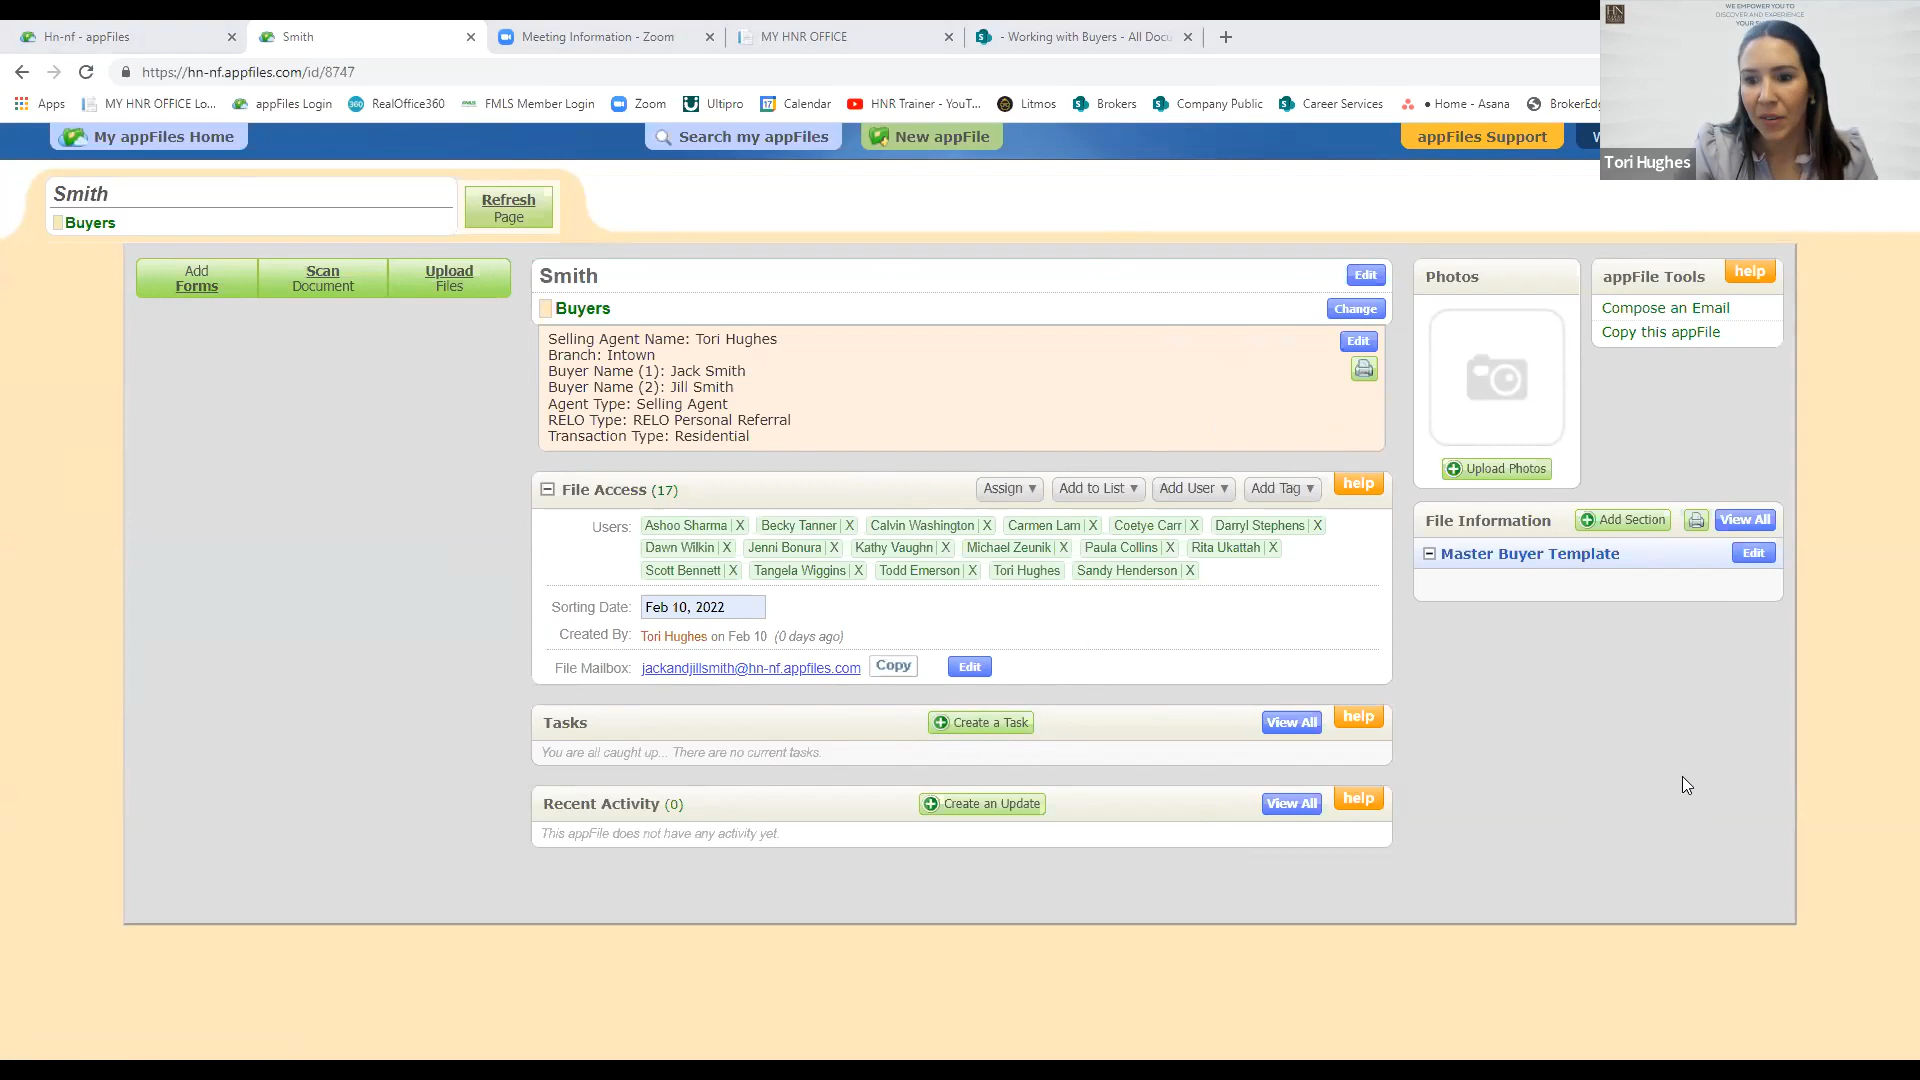 Hn-nf - appFiles
Smith
Meeting Information - Zoom
MY HNR OFFICE
- Working with Buyers - All Docu
https://hn-nf.appfiles.com/id/8747
Apps
MY HNR OFFICE Lo...
appFiles Login
RealOffice360
FMLS Member Login
Zoom
Ultipro
Calendar
HNR Trainer - YouT...
Litmos
Brokers
Company Public
Career Services
• Home - Asana
BrokerEdg
WE EMPOWER YOU TO
DISCOVER AND EXPERIENCE
HN
Tori Hughes
My appFiles Home
Search my appFiles
New appFile
appFiles Support
Smith
Buyers
Refresh
Page
Add
Forms
Scan
Document
Upload
Files
Smith
Edit
Buyers
Change
Selling Agent Name: Tori Hughes
Edit
Branch: Intown
Buyer Name (1): Jack Smith
Buyer Name (2): Jill Smith
Agent Type: Selling Agent
RELO Type: RELO Personal Referral
Transaction Type: Residential
File Access (17)
Assign ▼
Add to List ▼
Add User ▼
Add Tag ▼
help
Users: Ashoo Sharma | X Becky Tanner | X Calvin Washington | X Carmen Lam | X Coetye Carr | X Darryl Stephens | X
Dawn Wilkin | X Jenni Bonura | X Kathy Vaughn | X Michael Zeunik | X Paula Collins | X Rita Ukattah | X
Scott Bennett | X Tangela Wiggins | X Todd Emerson | X Tori Hughes Sandy Henderson | X
Sorting Date: Feb 10, 2022
Created By: Tori Hughes on Feb 10 (0 days ago)
File Mailbox: jackandjillsmith@hn-nf.appfiles.com Copy Edit
Tasks
Create a Task
View All
help
You are all caught up... There are no current tasks.
Recent Activity (0)
Create an Update
View All
help
This appFile does not have any activity yet.
Photos
Upload Photos
appFile Tools
help
Compose an Email
Copy this appFile
File Information
Add Section
View All
Master Buyer Template
Edit